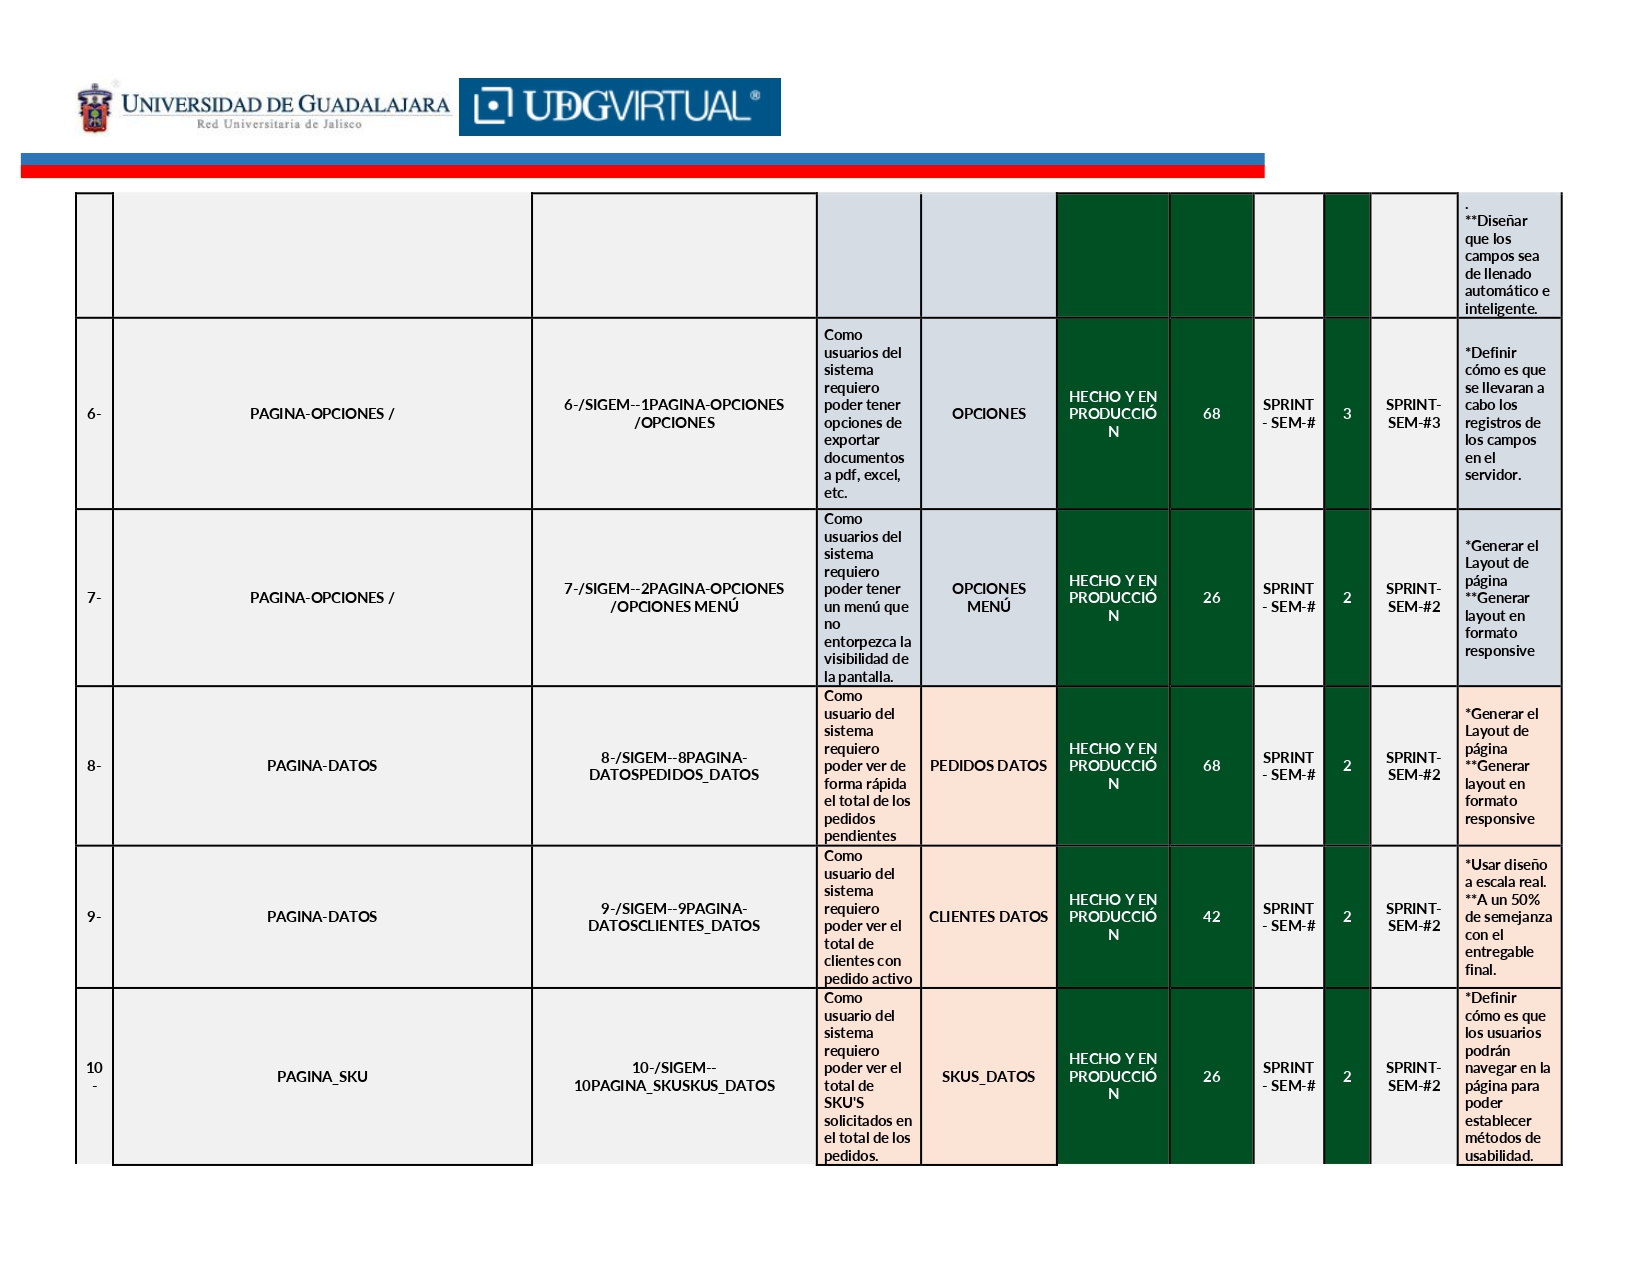 UNIVERSIDAD DE GUADALAJARA
Red Universitaria de Jalisco
UDGVIRTUAL®
.
**Diseñar
que los
campos sea
de llenado
automático e
inteligente.
6-
PAGINA-OPCIONES /
6-/SIGEM--1PAGINA-OPCIONES
/OPCIONES
Como
usuarios del
sistema
requiero
poder tener
opciones de
exportar
documentos
a pdf, excel,
etc.
OPCIONES
HECHO Y EN
PRODUCCIÓ
N
68
SPRINT
- SEM-#
3
SPRINT-
SEM-#3
*Definir
cómo es que
se llevaran a
cabo los
registros de
los campos
en el
servidor.
7-
PAGINA-OPCIONES /
7-/SIGEM--2PAGINA-OPCIONES
/OPCIONES MENÚ
Como
usuarios del
sistema
requiero
poder tener
un menú que
no
entorpezca la
visibilidad de
la pantalla.
OPCIONES
MENÚ
HECHO Y EN
PRODUCCIÓ
N
26
SPRINT
- SEM-#
2
SPRINT-
SEM-#2
*Generar el
Layout de
página
**Generar
layout en
formato
responsive
8-
PAGINA-DATOS
8-/SIGEM--8PAGINA-
DATOSPEDIDOS_DATOS
Como
usuario del
sistema
requiero
poder ver de
forma rápida
el total de los
pedidos
pendientes
PEDIDOS DATOS
HECHO Y EN
PRODUCCIÓ
N
68
SPRINT
- SEM-#
2
SPRINT-
SEM-#2
*Generar el
Layout de
página
**Generar
layout en
formato
responsive
9-
PAGINA-DATOS
9-/SIGEM--9PAGINA-
DATOSCLIENTES_DATOS
Como
usuario del
sistema
requiero
poder ver el
total de
clientes con
pedido activo
CLIENTES DATOS
HECHO Y EN
PRODUCCIÓ
N
42
SPRINT
- SEM-#
2
SPRINT-
SEM-#2
*Usar diseño
a escala real.
**A un 50%
de semejanza
con el
entregable
final.
10
-
PAGINA_SKU
10-/SIGEM--
10PAGINA_SKUSKUS_DATOS
Como
usuario del
sistema
requiero
poder ver el
total de
SKU'S
solicitados en
el total de los
pedidos.
SKUS_DATOS
HECHO Y EN
PRODUCCIÓ
N
26
SPRINT
- SEM-#
2
SPRINT-
SEM-#2
*Definir
cómo es que
los usuarios
podrán
navegar en la
página para
poder
establecer
métodos de
usabilidad.